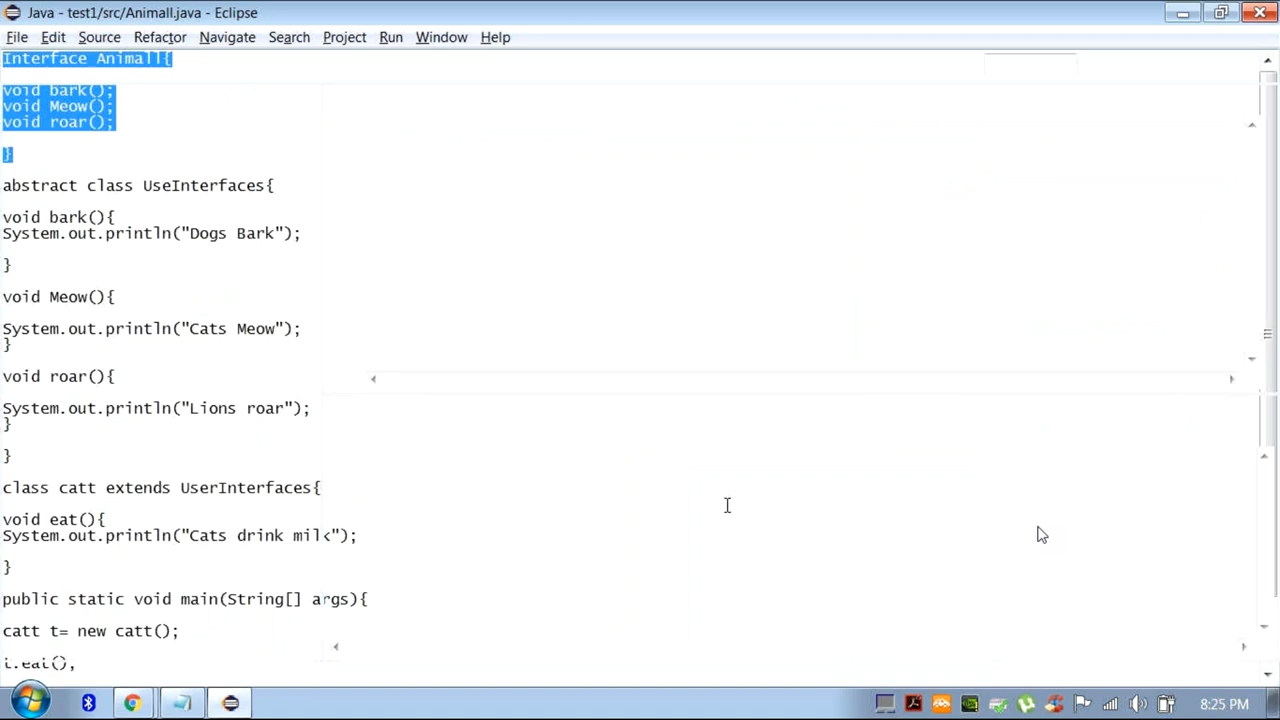 Java - test1/src/Animall.java - Eclipse
File Edit Source Refactor Navigate Search Project Run Window Help
Interface Animall{
void bark();
void Meow();
void roar();
}
abstract class UseInterfaces{
void bark(){
System.out.println("Dogs Bark");
}
void Meow(){
System.out.println("Cats Meow");
}
void roar(){
System.out.println("Lions roar");
}
}
class catt extends UserInterfaces{
void eat(){
System.out.println("Cats drink milk");
}
public static void main(String[] args){
catt t= new catt();
t.eat();
8:25 PM